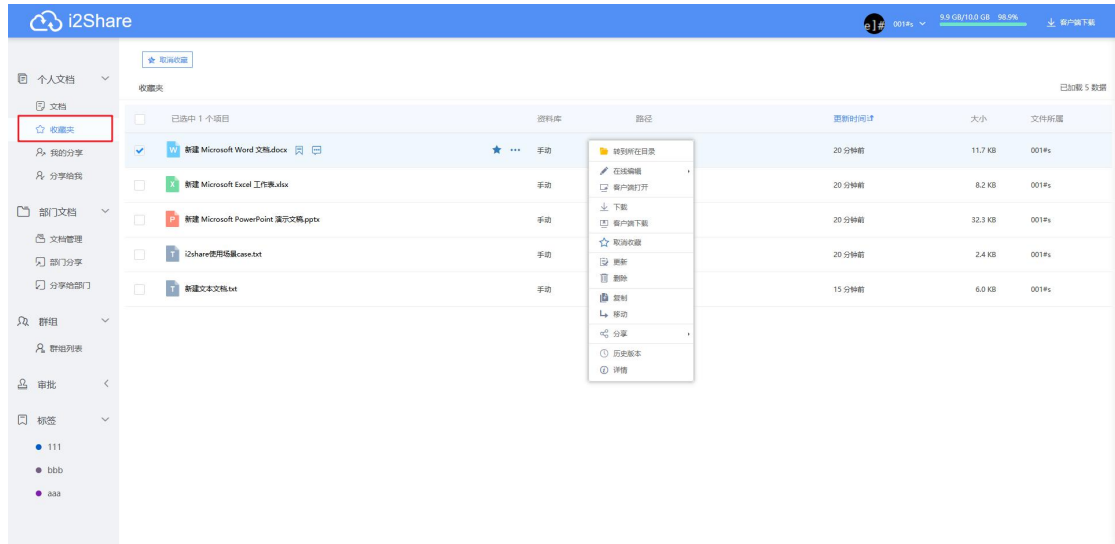 i2Share
el# 001#s 9.9 GB/10.0 GB 98.9% 客户端下载
取消收藏
个人文档
收藏夹 已加载 5 数据
文档
收藏夹
我的分享
分享给我
部门文档
文档管理
部门分享
分享给部门
群组
群组列表
审批
标签
111
bbb
aaa
已选中 1 个项目 资料库 路径 更新时间 大小 文件所属
新建 Microsoft Word 文档.docx 手动 20 分钟前 11.7 KB 001#s
新建 Microsoft Excel 工作表.xlsx 手动 20 分钟前 8.2 KB 001#s
新建 Microsoft PowerPoint 演示文稿.pptx 手动 20 分钟前 32.3 KB 001#s
i2share使用场景case.txt 手动 20 分钟前 2.4 KB 001#s
新建文本文档.txt 手动 15 分钟前 6.0 KB 001#s
转到所在目录
在线编辑
客户端打开
下载
客户端下载
取消收藏
更新
删除
复制
移动
分享
历史版本
详情